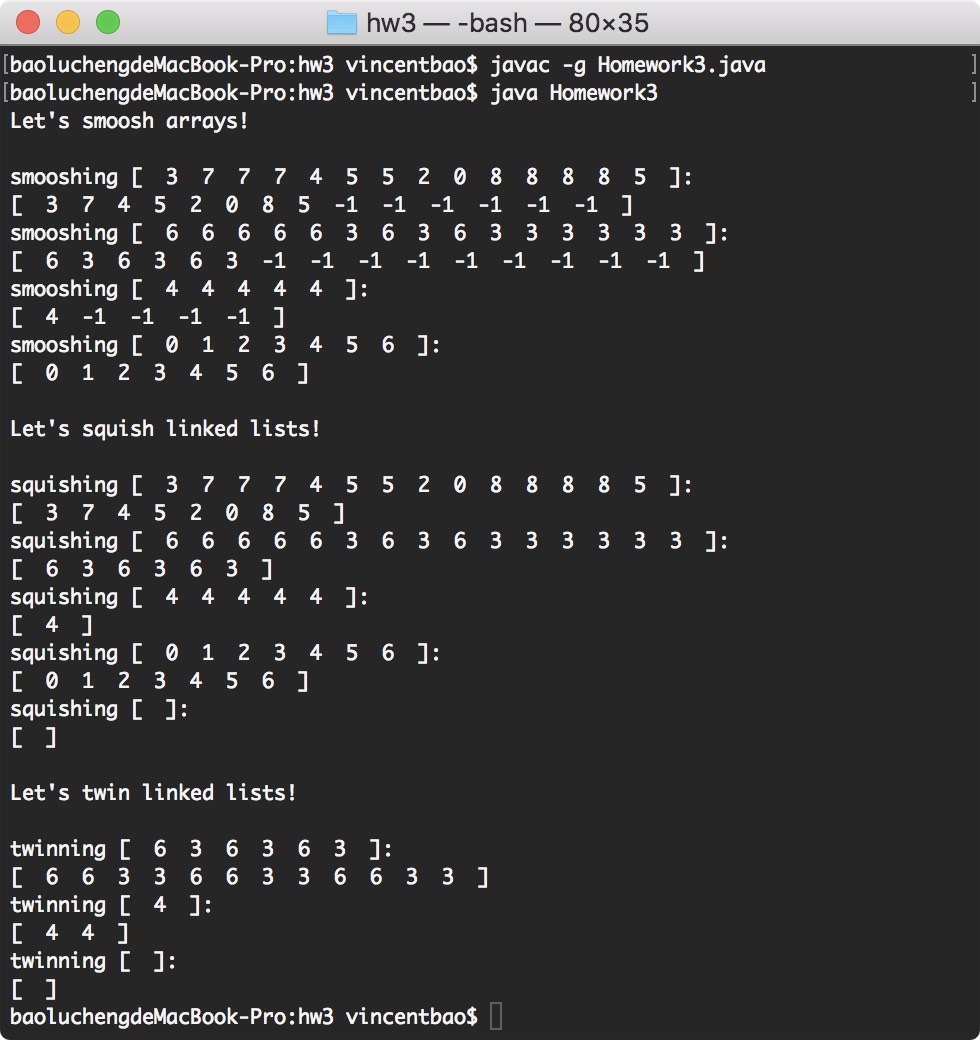 hw3 — -bash — 80×35
[baoluchengdeMacBook-Pro:hw3 vincentbao$ javac -g Homework3.java ]
[baoluchengdeMacBook-Pro:hw3 vincentbao$ java Homework3 ]
Let's smoosh arrays!
smooshing [  3  7  7  7  4  5  5  2  0  8  8  8  8  5  ]:
[  3  7  4  5  2  0  8  5  -1  -1  -1  -1  -1  -1  ]
smooshing [  6  6  6  6  6  3  6  3  6  3  3  3  3  3  3  ]:
[  6  3  6  3  6  3  -1  -1  -1  -1  -1  -1  -1  -1  -1  ]
smooshing [  4  4  4  4  4  ]:
[  4  -1  -1  -1  -1  ]
smooshing [  0  1  2  3  4  5  6  ]:
[  0  1  2  3  4  5  6  ]
Let's squish linked lists!
squishing [  3  7  7  7  4  5  5  2  0  8  8  8  8  5  ]:
[  3  7  4  5  2  0  8  5  ]
squishing [  6  6  6  6  6  3  6  3  6  3  3  3  3  3  3  ]:
[  6  3  6  3  6  3  ]
squishing [  4  4  4  4  4  ]:
[  4  ]
squishing [  0  1  2  3  4  5  6  ]:
[  0  1  2  3  4  5  6  ]
squishing [  ]:
[  ]
Let's twin linked lists!
twinning [  6  3  6  3  6  3  ]:
[  6  6  3  3  6  6  3  3  6  6  3  3  ]
twinning [  4  ]:
[  4  4  ]
twinning [  ]:
[  ]
baoluchengdeMacBook-Pro:hw3 vincentbao$